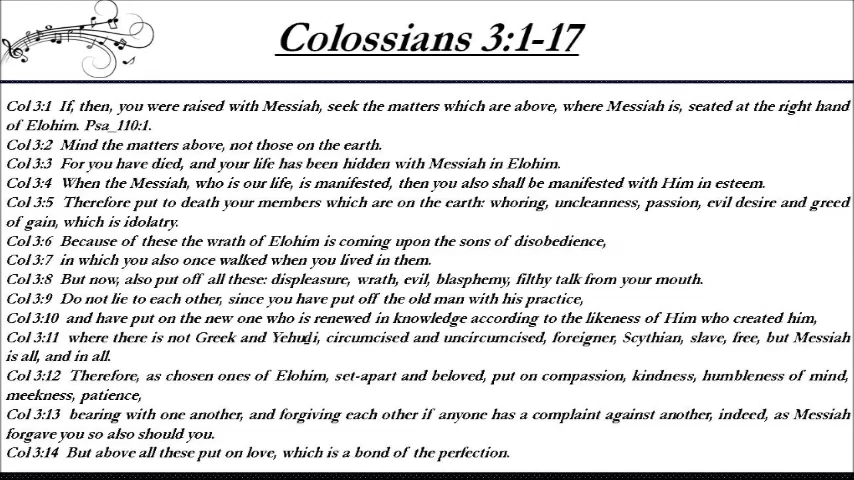 Colossians 3:1-17
Col 3:1 If, then, you were raised with Messiah, seek the matters which are above, where Messiah is, seated at the right hand
of Elohim. Psa_110:1.
Col 3:2 Mind the matters above, not those on the earth.
Col 3:3 For you have died, and your life has been hidden with Messiah in Elohim.
Col 3:4 When the Messiah, who is our life, is manifested, then you also shall be manifested with Him in esteem.
Col 3:5 Therefore put to death your members which are on the earth: whoring, uncleanness, passion, evil desire and greed
of gain, which is idolatry.
Col 3:6 Because of these the wrath of Elohim is coming upon the sons of disobedience,
Col 3:7 in which you also once walked when you lived in them.
Col 3:8 But now, also put off all these: displeasure, wrath, evil, blasphemy, filthy talk from your mouth.
Col 3:9 Do not lie to each other, since you have put off the old man with his practice,
Col 3:10 and have put on the new one who is renewed in knowledge according to the likeness of Him who created him,
Col 3:11 where there is not Greek and Yehuḏi, circumcised and uncircumcised, foreigner, Scythian, slave, free, but Messiah
is all, and in all.
Col 3:12 Therefore, as chosen ones of Elohim, set-apart and beloved, put on compassion, kindness, humbleness of mind,
meekness, patience,
Col 3:13 bearing with one another, and forgiving each other if anyone has a complaint against another, indeed, as Messiah
forgave you so also should you.
Col 3:14 But above all these put on love, which is a bond of the perfection.